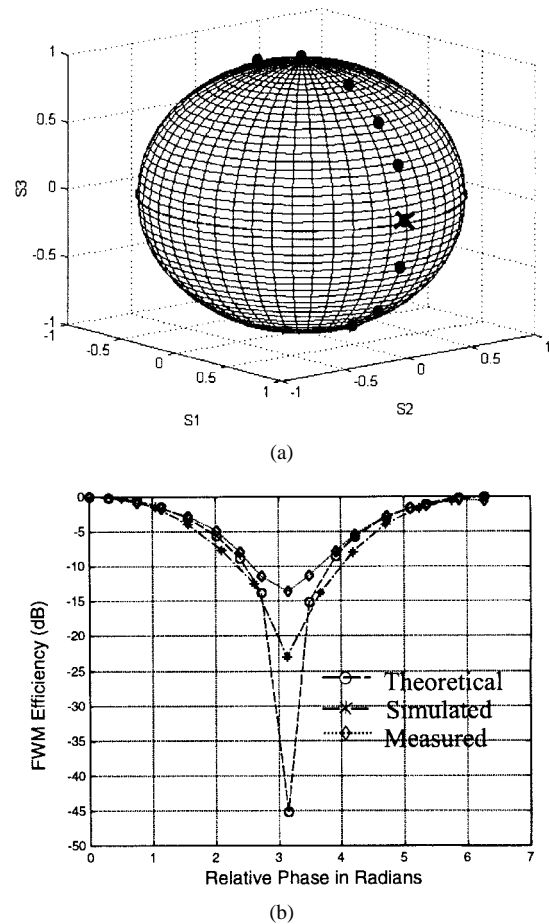 1
0.5
0
-0.5
-1
S3
-1
-0.5
0
0.5
1
S1
-1
-0.5
0
0.5
1
S2
(a)
0
-5
-10
-15
-20
-25
-30
-35
-40
-45
-50
FWM Efficiency (dB)
Theoretical
Simulated
Measured
0 1 2 3 4 5 6 7
Relative Phase in Radians
(b)